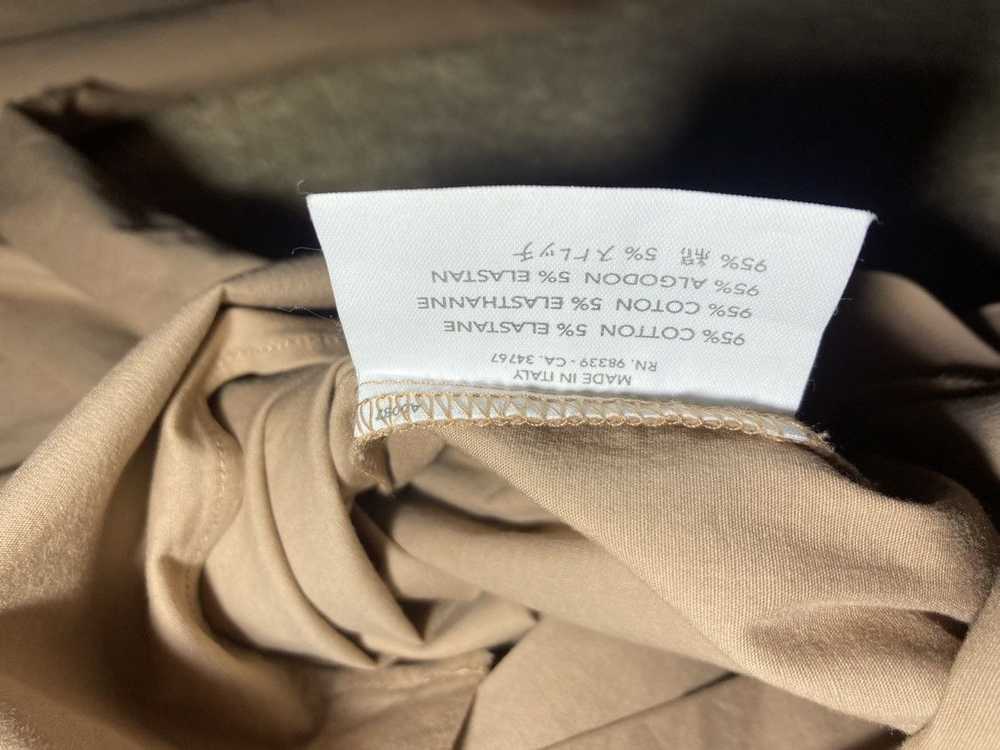 MADE IN ITALY
RN. 98339 - CA. 34767
95% COTTON 5% ELASTANE
95% COTON 5% ELASTHANNE
95% ALGODON 5% ELASTAN
95% 綿 5% ストレッチ